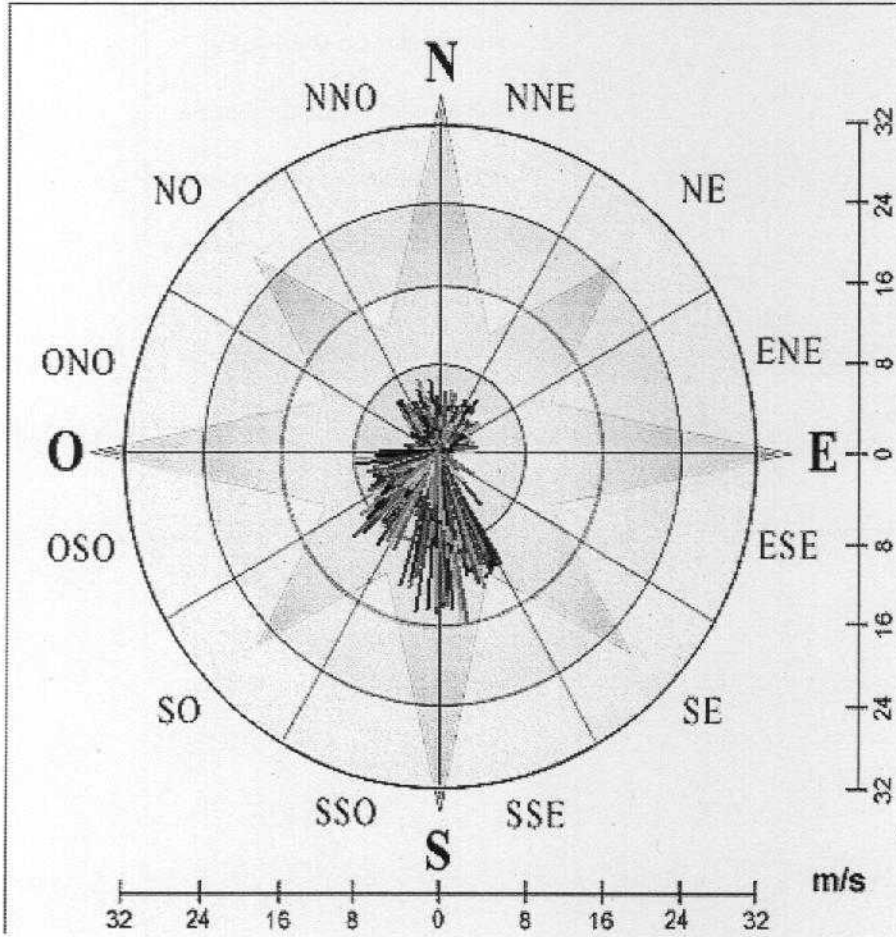 N
NNO NNE
NO NE
ONO ENE
O E
OSO ESE
SO SE
SSO SSE
S
32
24
16
8
0
8
16
24
32
m/s
32 24 16 8 0 8 16 24 32